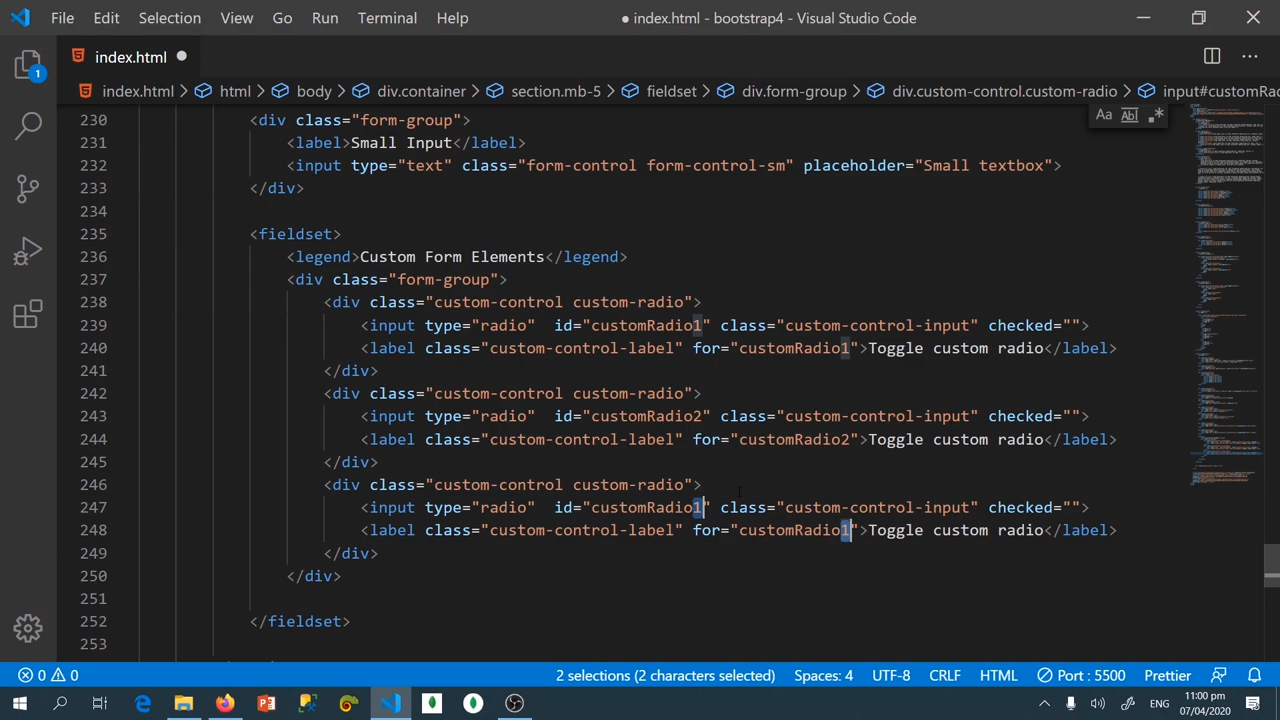 File Edit Selection View Go Run Terminal Help ● index.html - bootstrap4 - Visual Studio Code
index.html
index.html > html > body > div.container > section.mb-5 > fieldset > div.form-group > div.custom-control.custom-radio > input#customRad
1
Aa Abl .*
230 <div class="form-group">
231 <label>Small Input</label>
232 <input type="text" class="form-control form-control-sm" placeholder="Small textbox">
233 </div>
234
235 <fieldset>
236 <legend>Custom Form Elements</legend>
237 <div class="form-group">
238 <div class="custom-control custom-radio">
239 <input type="radio"  id="customRadio1" class="custom-control-input" checked="">
240 <label class="custom-control-label" for="customRadio1">Toggle custom radio</label>
241 </div>
242 <div class="custom-control custom-radio">
243 <input type="radio"  id="customRadio2" class="custom-control-input" checked="">
244 <label class="custom-control-label" for="customRadio2">Toggle custom radio</label>
245 </div>
246 <div class="custom-control custom-radio">
247 <input type="radio"  id="customRadio1" class="custom-control-input" checked="">
248 <label class="custom-control-label" for="customRadio1">Toggle custom radio</label>
249 </div>
250 </div>
251
252 </fieldset>
253
0 0 2 selections (2 characters selected) Spaces: 4 UTF-8 CRLF HTML Port : 5500 Prettier
ENG 11:00 pm
07/04/2020